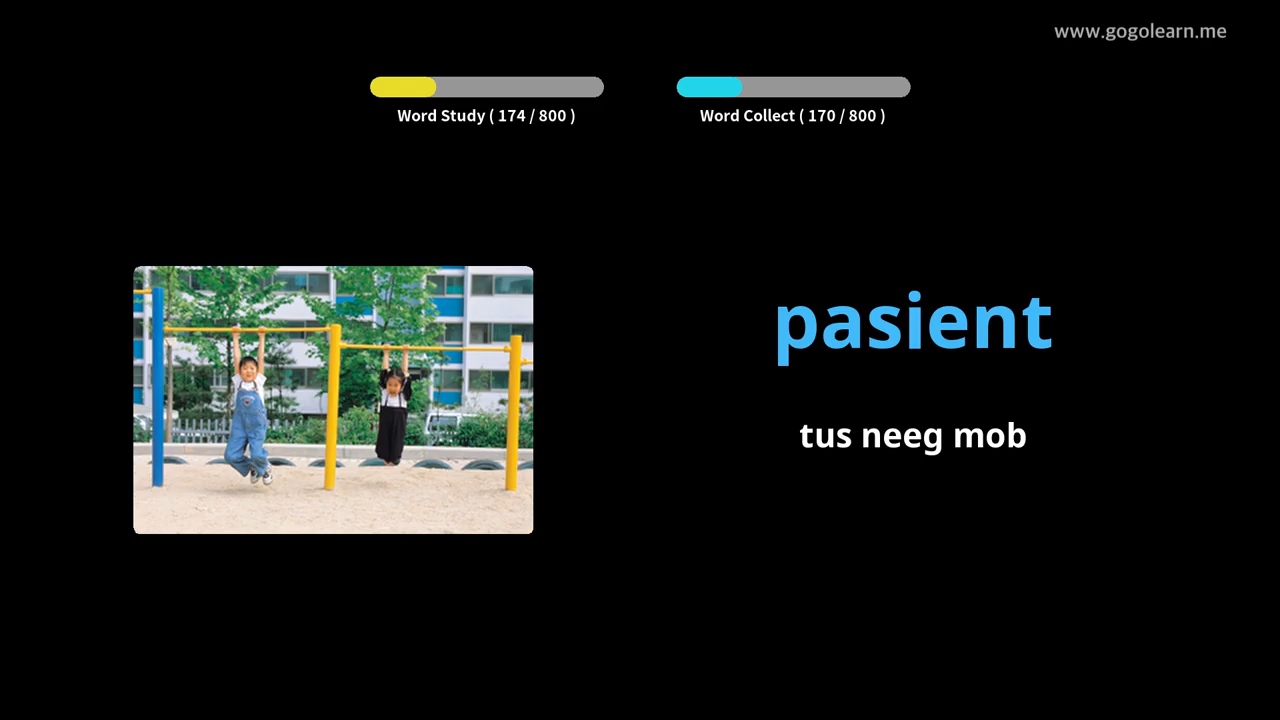 www.gogolearn.me
Word Study ( 174 / 800 )
Word Collect ( 170 / 800 )
pasient
tus neeg mob